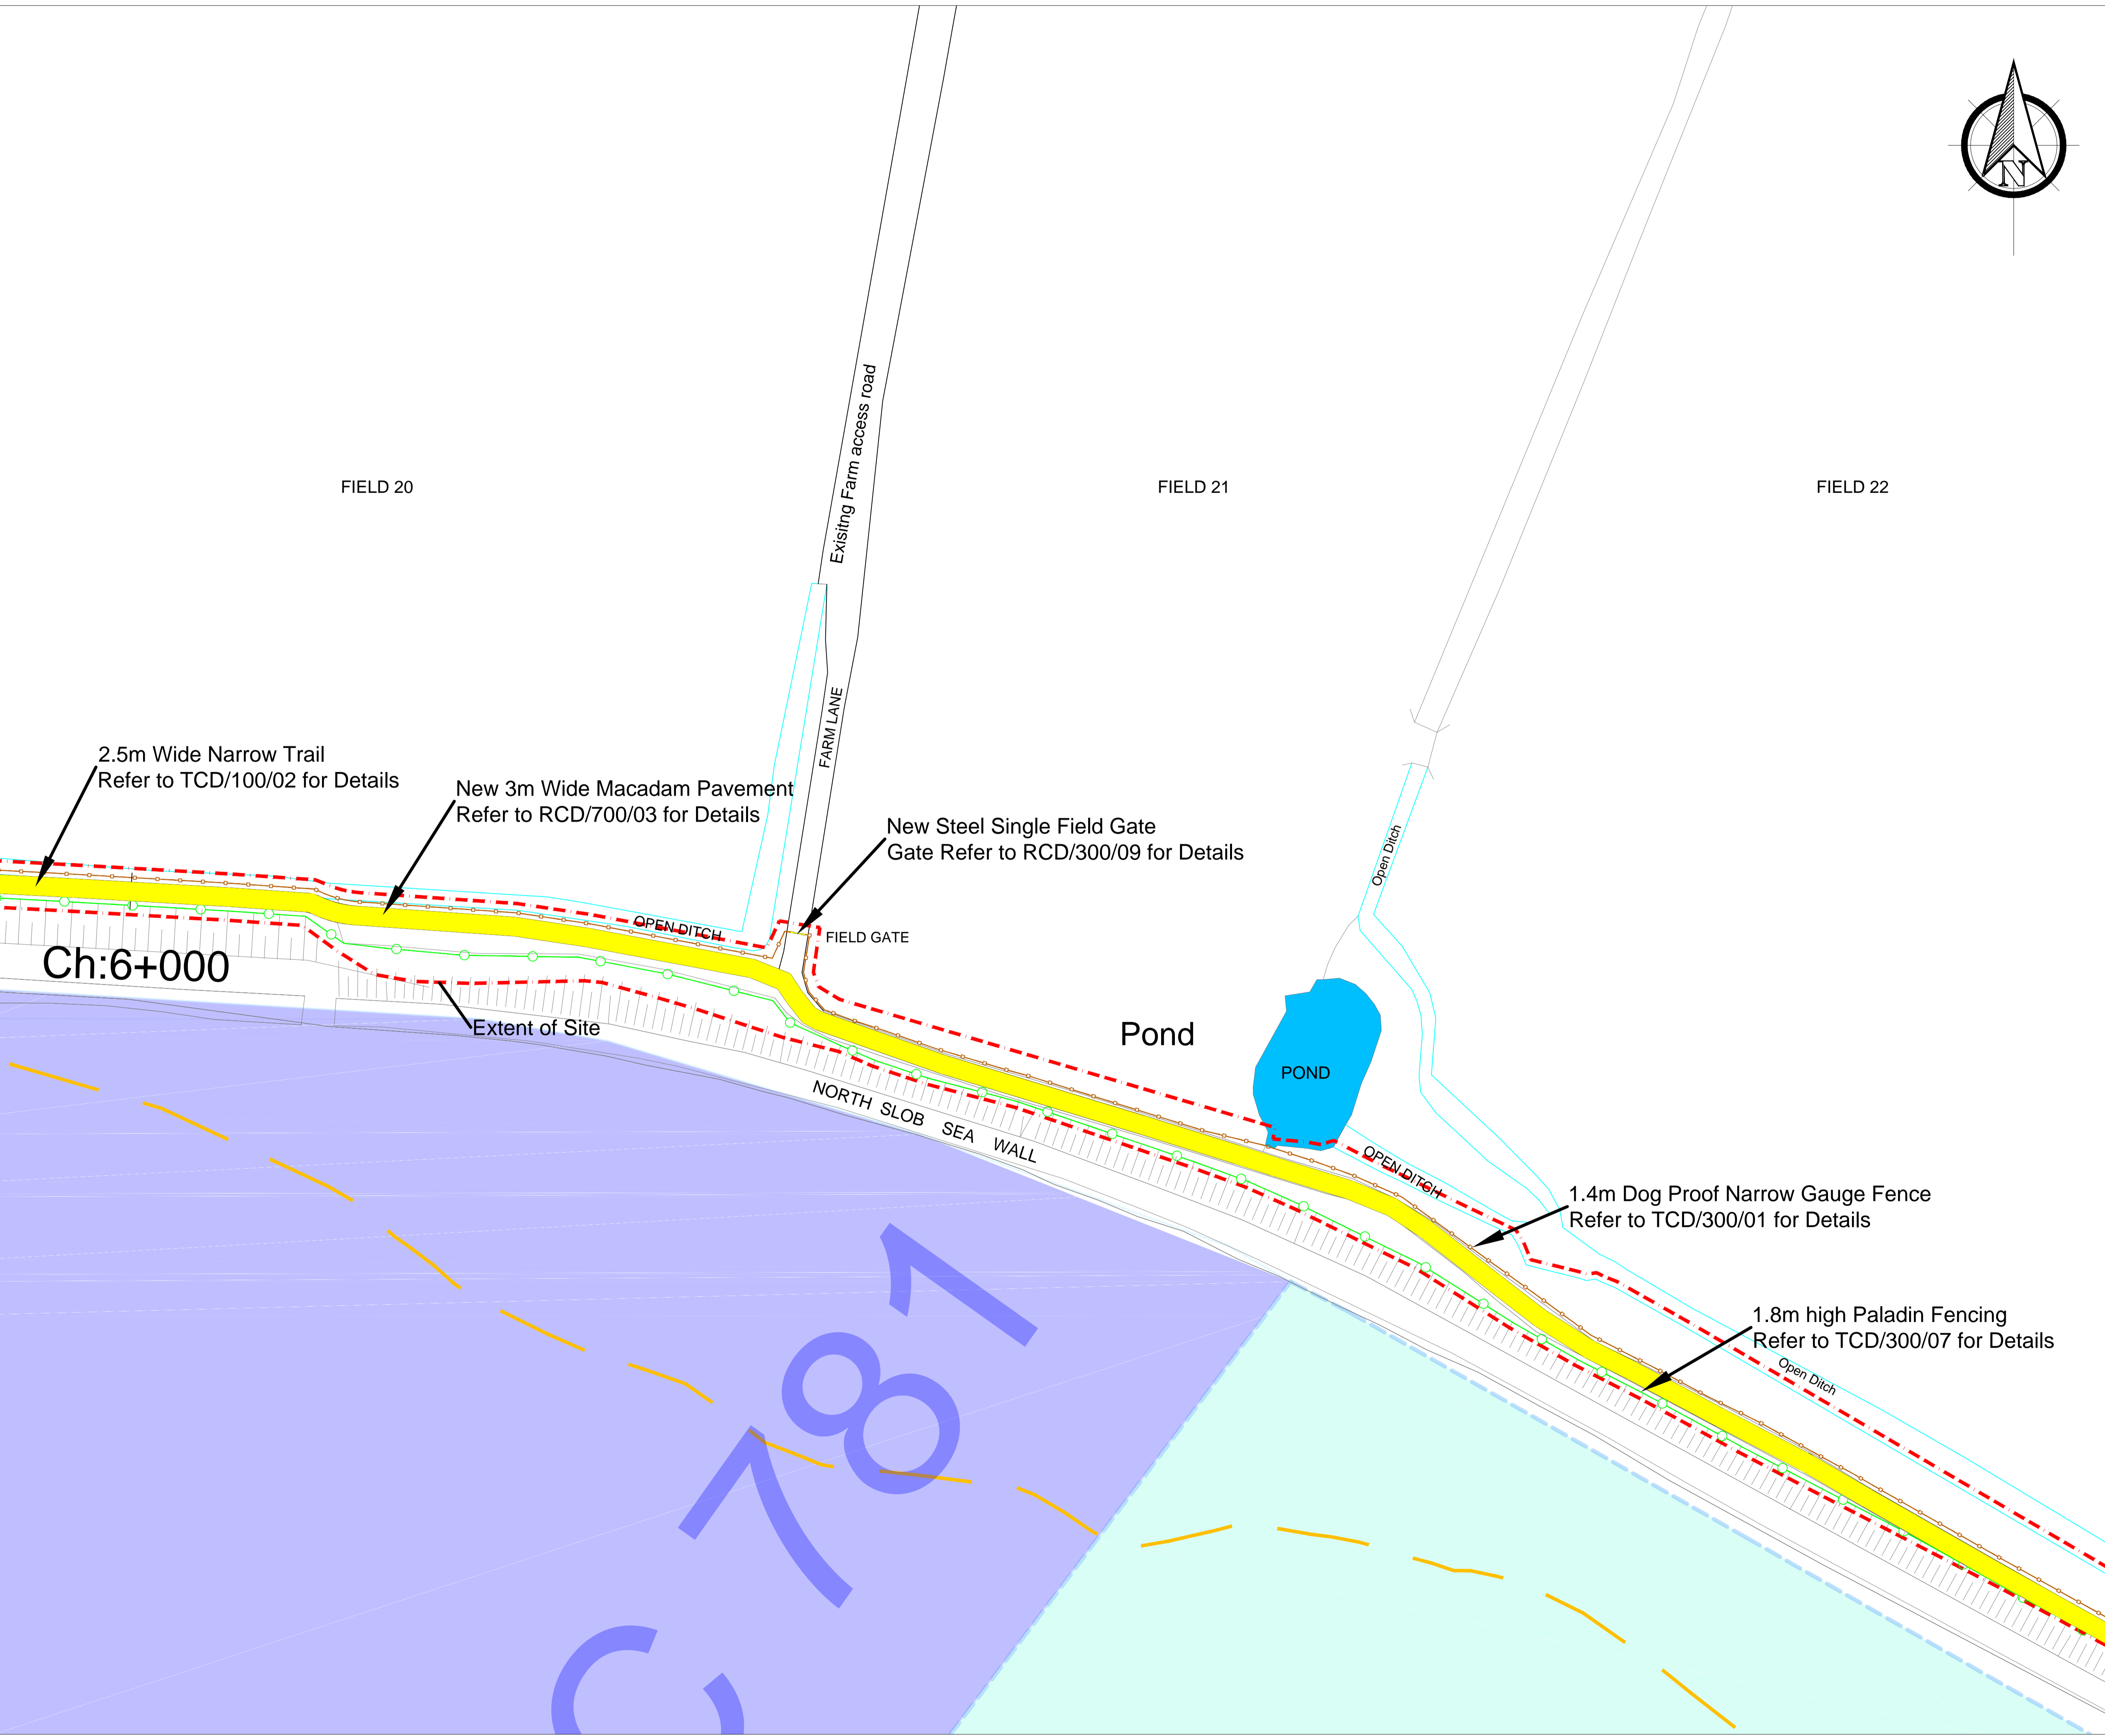 N
Exisitng Farm access road
FIELD 20
FIELD 21
FIELD 22
FARM LANE
2.5m Wide Narrow Trail
Refer to TCD/100/02 for Details
New 3m Wide Macadam Pavement
Refer to RCD/700/03 for Details
New Steel Single Field Gate
Gate Refer to RCD/300/09 for Details
Open Ditch
OPEN DITCH
FIELD GATE
Ch:6+000
Extent of Site
Pond
POND
NORTH SLOB SEA WALL
OPEN DITCH
1.4m Dog Proof Narrow Gauge Fence
Refer to TCD/300/01 for Details
1.8m high Paladin Fencing
Refer to TCD/300/07 for Details
Open Ditch
C 781